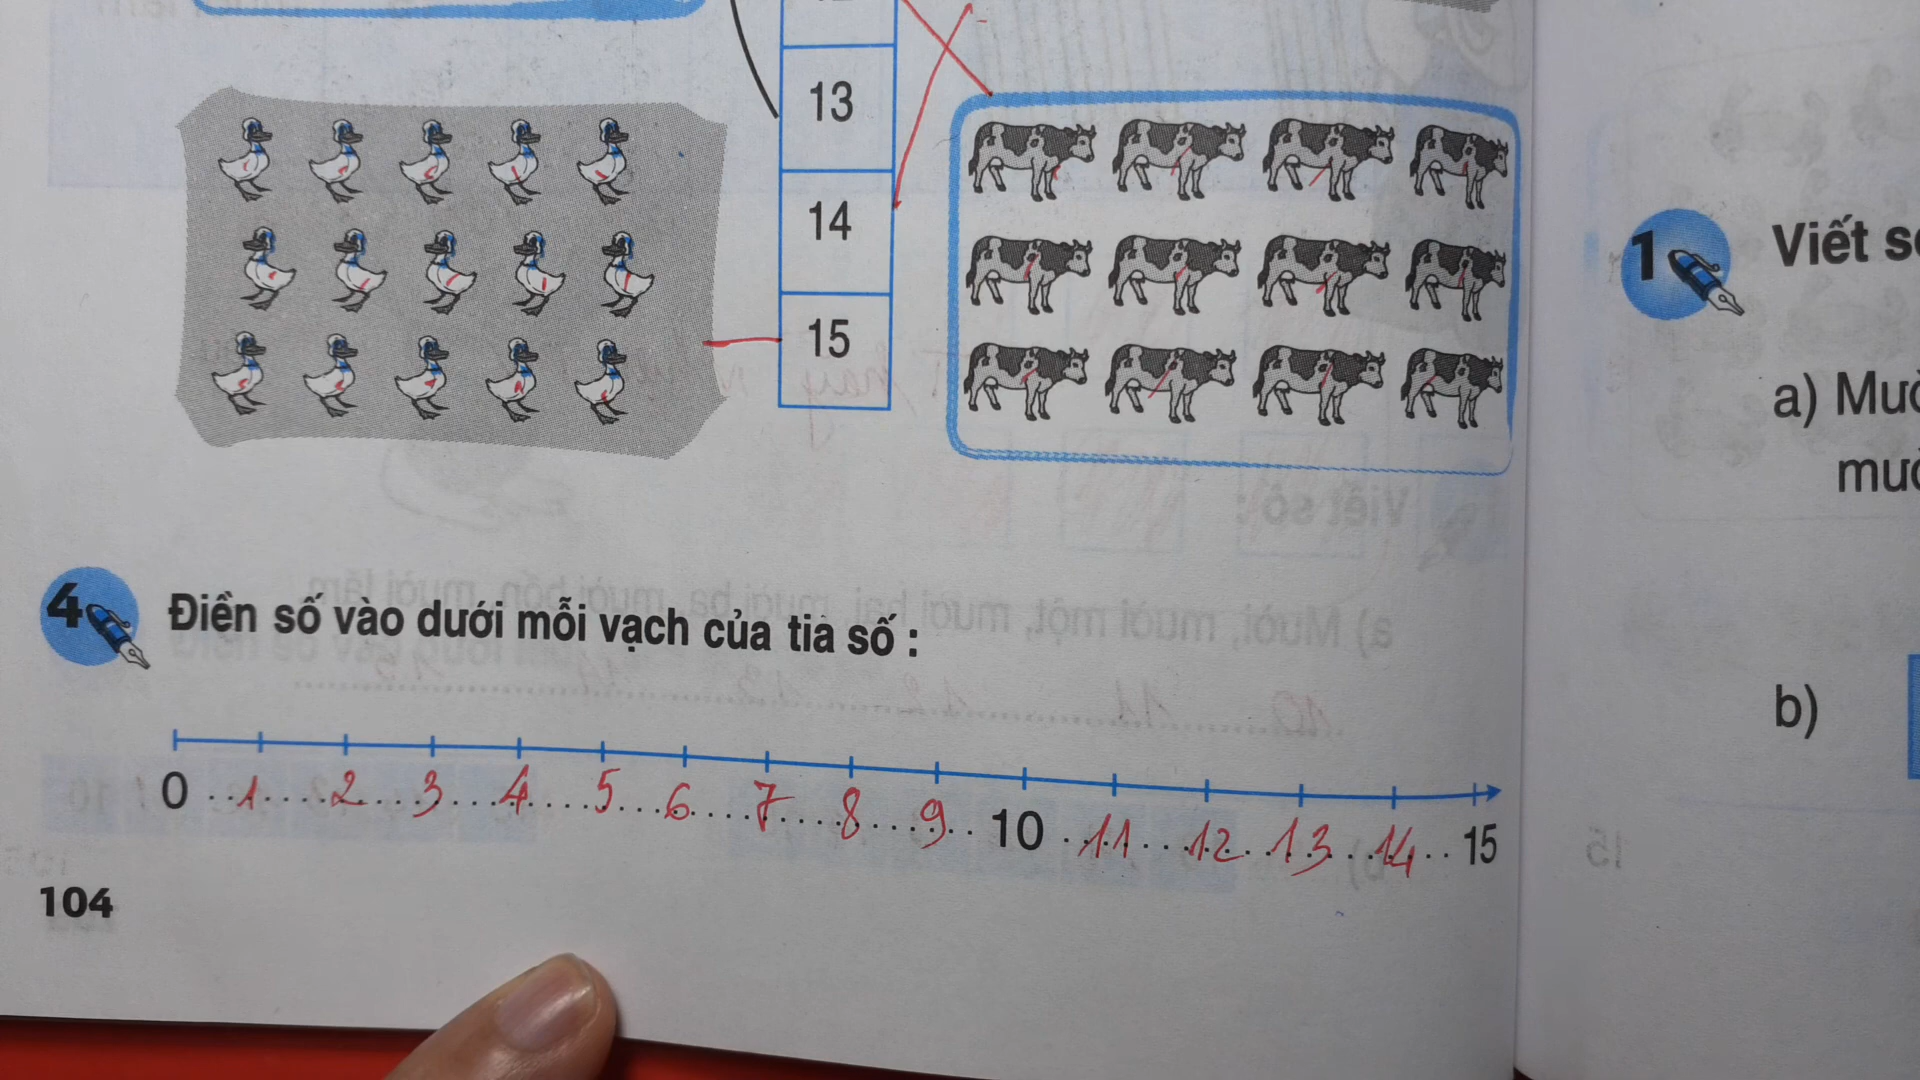 13
14
15
4 Điền số vào dưới mỗi vạch của tia số :
0 ..1....2...3...4....5...6....7....8...9.. 10 .11...12..13...14.. 15
104
1 Viết s
a) Mư
mư
b)